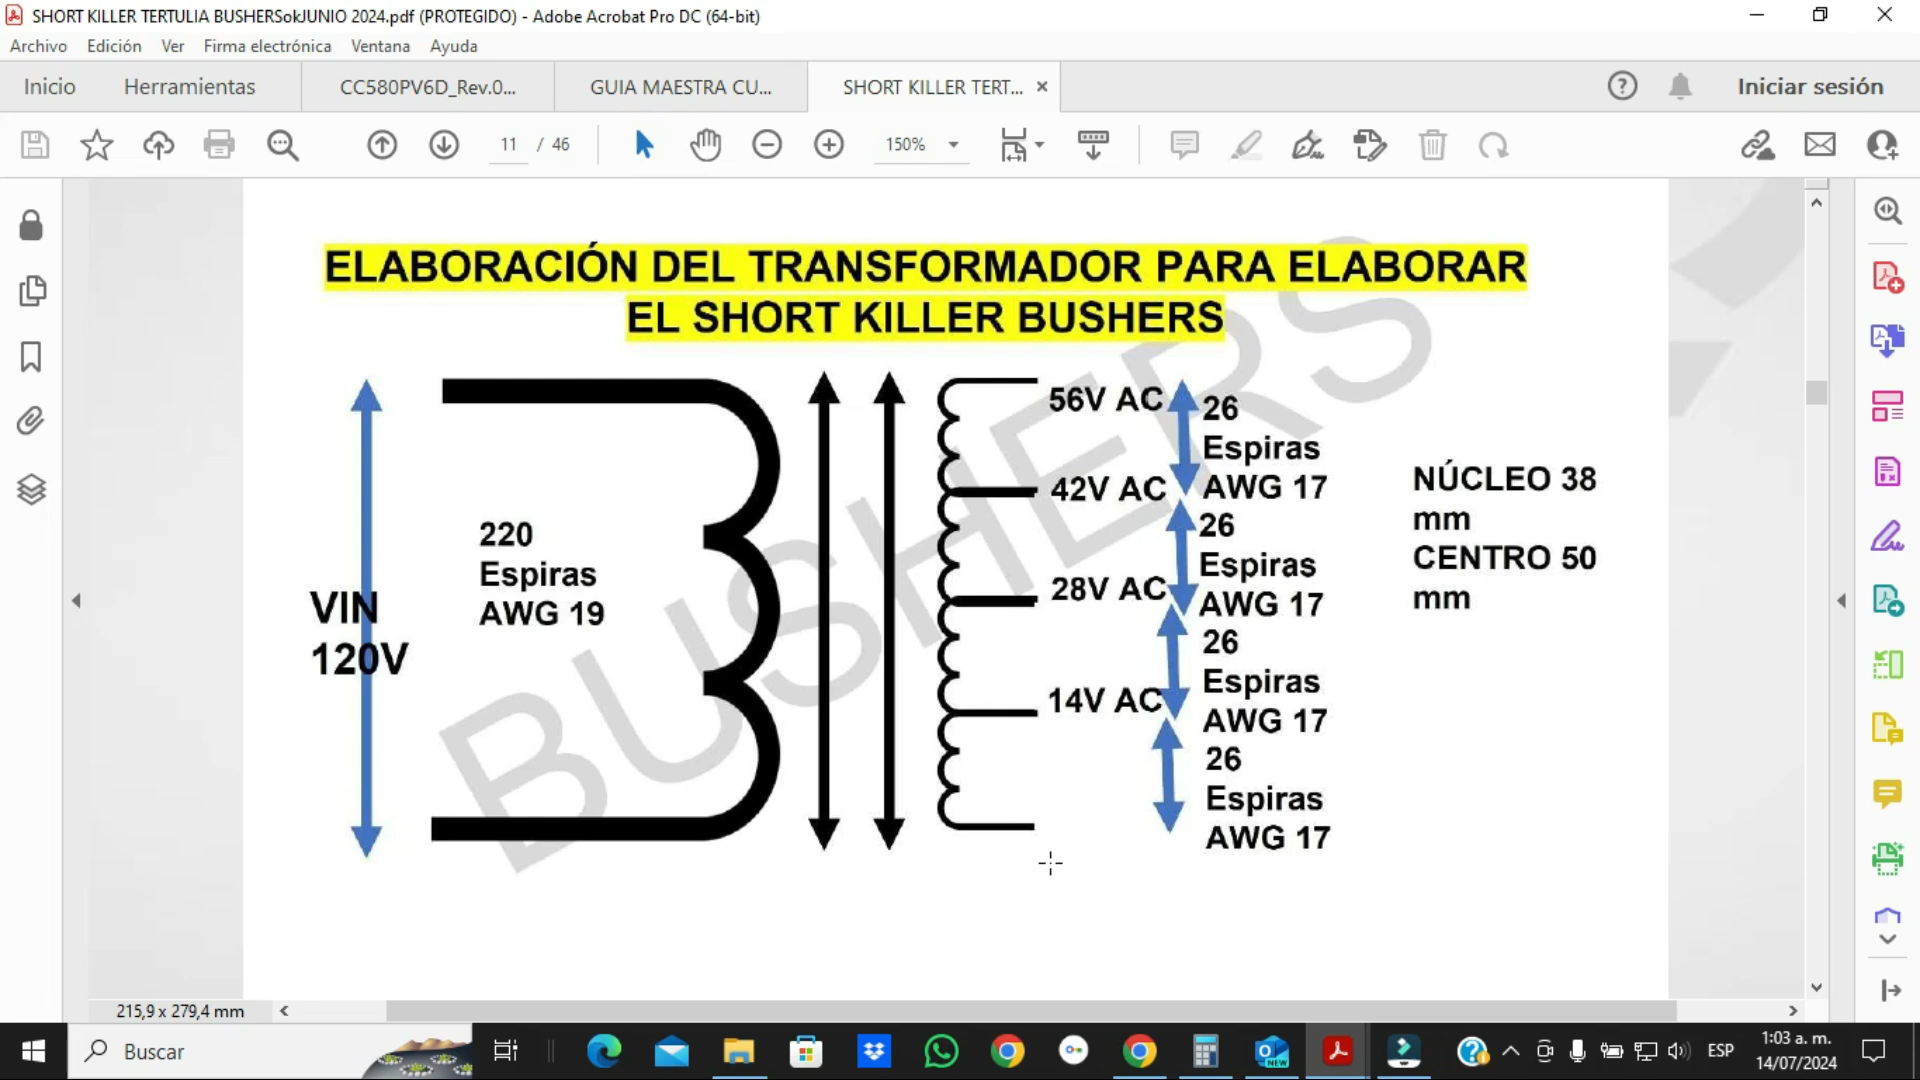 SHORT KILLER TERTULIA BUSHERSokJUNIO 2024.pdf (PROTEGIDO) - Adobe Acrobat Pro DC (64-bit)
Archivo Edición Ver Firma electrónica Ventana Ayuda
Inicio Herramientas CC580PV6D_Rev.0... GUIA MAESTRA CU... SHORT KILLER TERT... Iniciar sesión
11 / 46 150%
ELABORACIÓN DEL TRANSFORMADOR PARA ELABORAR
EL SHORT KILLER BUSHERS
VIN
120V
220
Espiras
AWG 19
56V AC
42V AC
28V AC
14V AC
26
Espiras
AWG 17
26
Espiras
AWG 17
26
Espiras
AWG 17
26
Espiras
AWG 17
NÚCLEO 38
mm
CENTRO 50
mm
BUSHERS
215,9 x 279,4 mm
Buscar
NEW
ESP
1:03 a. m.
14/07/2024